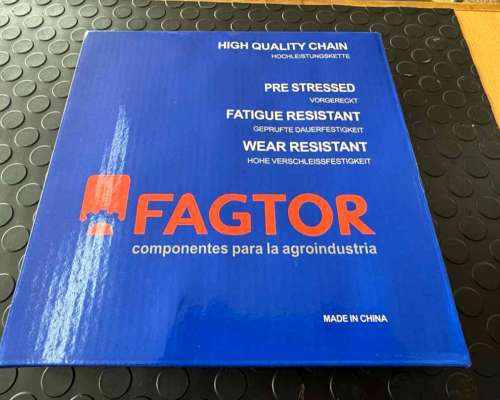 HIGH QUALITY CHAIN
HOCHLEISTUNGSKETTE
PRE STRESSED
VORGERECKT
FATIGUE RESISTANT
GEPRUFTE DAUERFESTIGKEIT
WEAR RESISTANT
HOHE VERSCHLEISSFESTIGKEIT
FAGTOR
componentes para la agroindustria
MADE IN CHINA